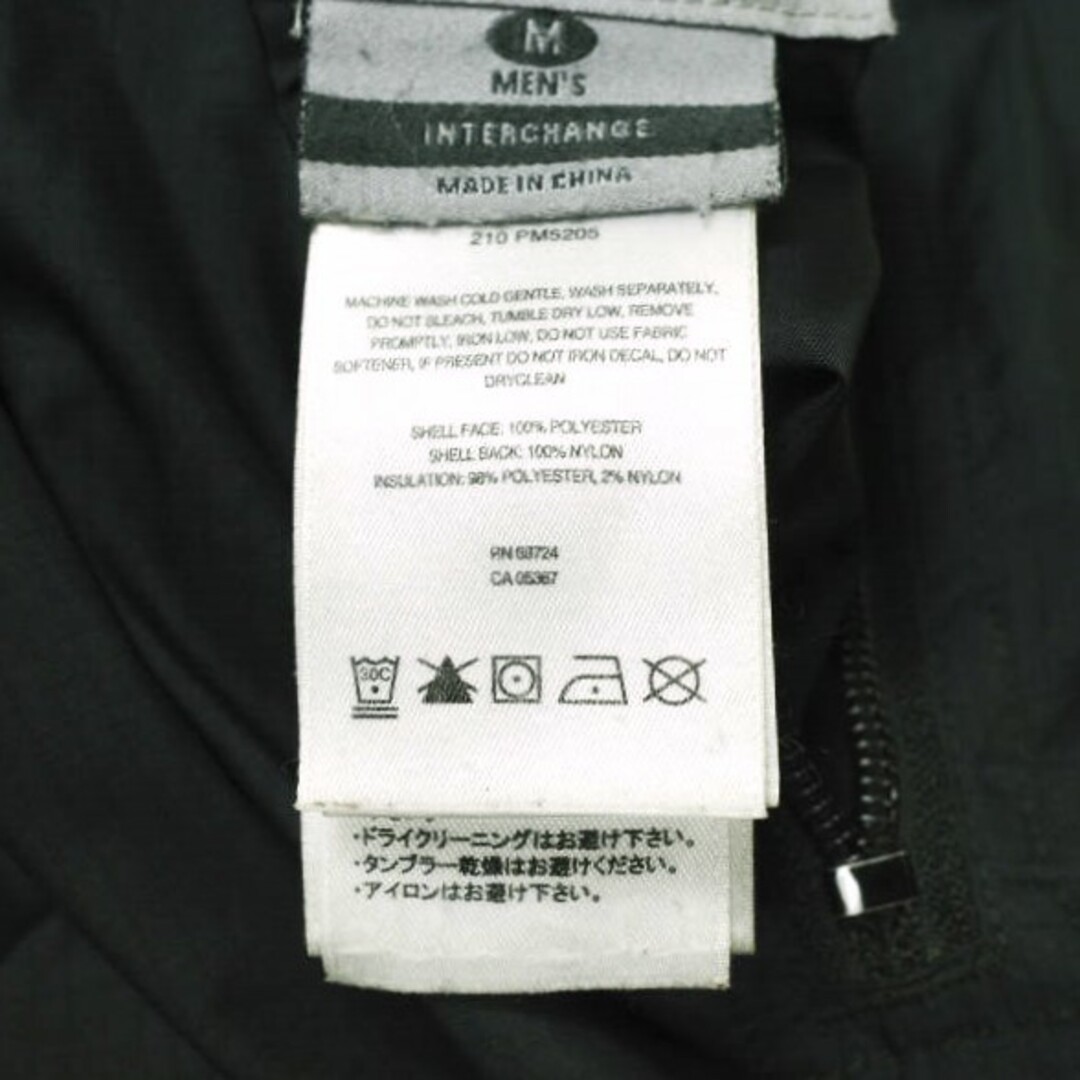 M
MEN'S
INTERCHANGE
MADE IN CHINA
210 PM5205
MACHINE WASH COLD GENTLE, WASH SEPARATELY,
DO NOT BLEACH, TUMBLE DRY LOW, REMOVE
PROMPTLY, IRON LOW, DO NOT USE FABRIC
SOFTENER, IF PRESENT DO NOT IRON DECAL, DO NOT
DRYCLEAN
SHELL FACE: 100% POLYESTER
SHELL BACK: 100% NYLON
INSULATION: 98% POLYESTER, 2% NYLON
RN 69724
CA 05367
30C
・ドライクリーニングはお避け下さい。
・タンブラー乾燥はお避けください。
・アイロンはお避け下さい。